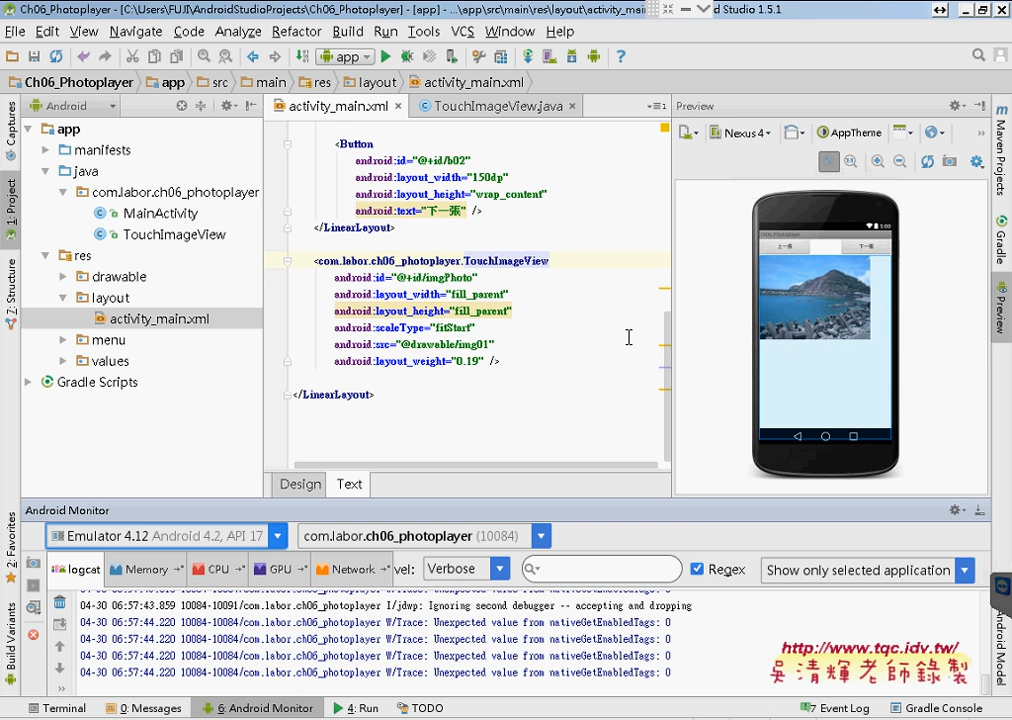 Ch06_Photoplayer - [C:\Users\FUJI\AndroidStudioProjects\Ch06_Photoplayer] - [app] - ...\app\src\main\res\layout\activity_mai
d Studio 1.5.1
File Edit View Navigate Code Analyze Refactor Build Run Tools VCS Window Help
app
Ch06_Photoplayer app src main res layout activity_main.xml
Android
activity_main.xml
TouchImageView.java
Preview
Nexus 4
AppTheme
Captures
1: Project
7: Structure
2: Favorites
Build Variants
app
manifests
java
com.labor.ch06_photoplayer
MainActivity
TouchImageView
res
drawable
layout
activity_main.xml
menu
values
Gradle Scripts
<Button
android:id="@+id/b02"
android:layout_width="150dp"
android:layout_height="wrap_content"
android:text="下一張" />
</LinearLayout>
<com.labor.ch06_photoplayer.TouchImageView
android:id="@+id/imgPhoto"
android:layout_width="fill_parent"
android:layout_height="fill_parent"
android:scaleType="fitStart"
android:src="@drawable/img01"
android:layout_weight="0.19" />
</LinearLayout>
Design Text
上一張 下一張
Maven Projects
Gradle
Preview
Android Model
Android Monitor
Emulator 4.12 Android 4.2, API 17
com.labor.ch06_photoplayer (10084)
logcat Memory CPU GPU Network
vel: Verbose
Regex
Show only selected application
04-30 06:57:43.859 10084-10091/com.labor.ch06_photoplayer I/jdwp: Ignoring second debugger -- accepting and dropping
04-30 06:57:44.220 10084-10084/com.labor.ch06_photoplayer W/Trace: Unexpected value from nativeGetEnabledTags: 0
04-30 06:57:44.220 10084-10084/com.labor.ch06_photoplayer W/Trace: Unexpected value from nativeGetEnabledTags: 0
04-30 06:57:44.220 10084-10084/com.labor.ch06_photoplayer W/Trace: Unexpected value from nativeGetEnabledTags: 0
04-30 06:57:44.220 10084-10084/com.labor.ch06_photoplayer W/Trace: Unexpected value from nativeGetEnabledTags: 0
http://www.tqc.idv.tw/
吳清輝老師錄製
Terminal 0: Messages 6: Android Monitor 4: Run TODO
7 Event Log Gradle Console